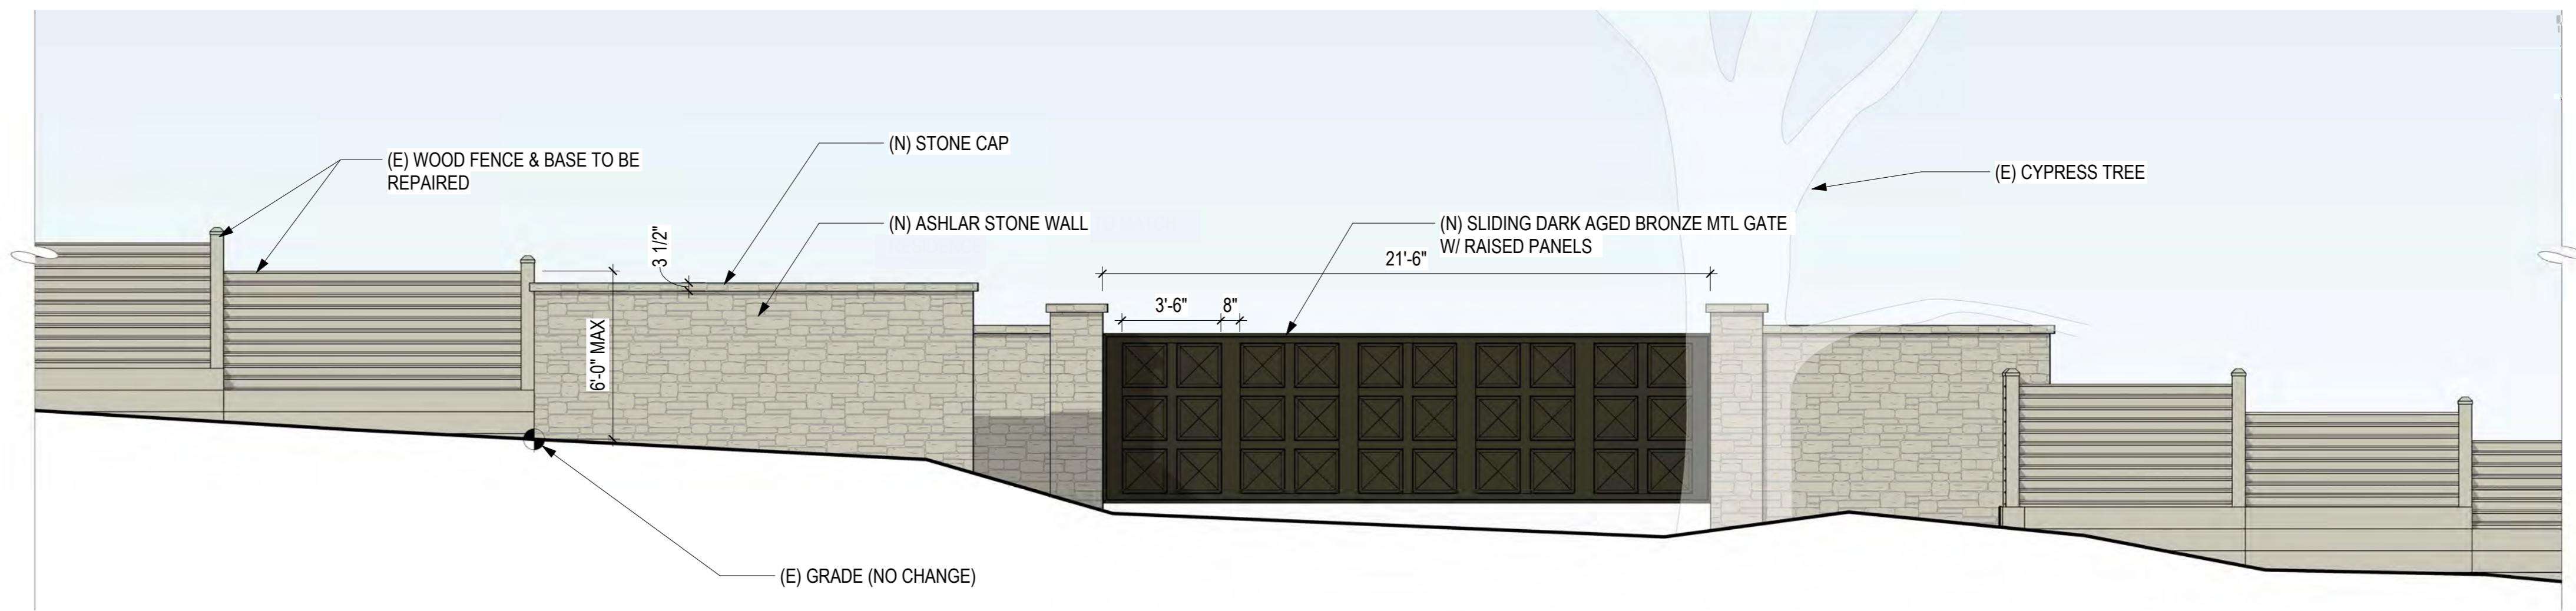 (N) STONE CAP
(E) WOOD FENCE & BASE TO BE
REPAIRED
(E) CYPRESS TREE
(N) ASHLAR STONE WALL
(N) SLIDING DARK AGED BRONZE MTL GATE
W/ RAISED PANELS
3 1/2"
21'-6"
3'-6"
8"
6'-0" MAX
(E) GRADE (NO CHANGE)